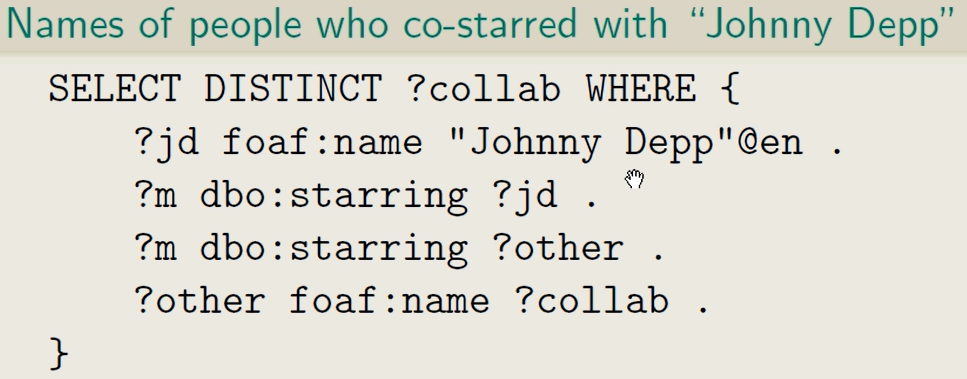 Names of people who co-starred with “Johnny Depp”
SELECT DISTINCT ?collab WHERE {
?jd foaf:name "Johnny Depp"@en .
?m dbo:starring ?jd .
?m dbo:starring ?other .
?other foaf:name ?collab .
}